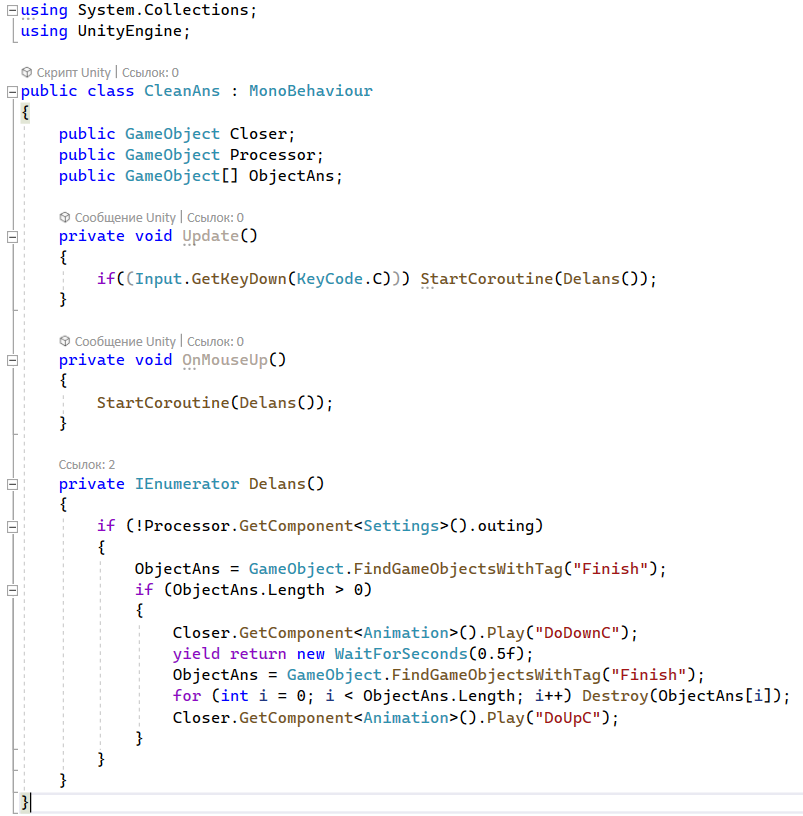 using System.Collections;
using UnityEngine;
Скрипт Unity | Ссылок: 0
public class CleanAns : MonoBehaviour
{
public GameObject Closer;
public GameObject Processor;
public GameObject[] ObjectAns;
Сообщение Unity | Ссылок: 0
private void Update()
{
if((Input.GetKeyDown(KeyCode.C))) StartCoroutine(Delans());
}
Сообщение Unity | Ссылок: 0
private void OnMouseUp()
{
StartCoroutine(Delans());
}
Ссылок: 2
private IEnumerator Delans()
{
if (!Processor.GetComponent<Settings>().outing)
{
ObjectAns = GameObject.FindGameObjectsWithTag("Finish");
if (ObjectAns.Length > 0)
{
Closer.GetComponent<Animation>().Play("DoDownC");
yield return new WaitForSeconds(0.5f);
ObjectAns = GameObject.FindGameObjectsWithTag("Finish");
for (int i = 0; i < ObjectAns.Length; i++) Destroy(ObjectAns[i]);
Closer.GetComponent<Animation>().Play("DoUpC");
}
}
}
}